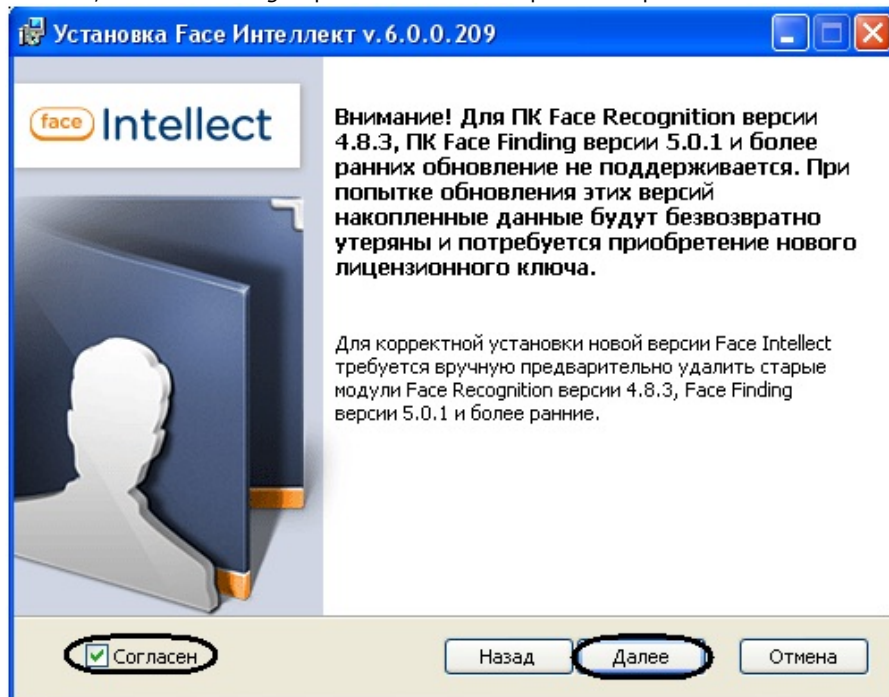 Установка Face Интеллект v.6.0.0.209
face Intellect
Внимание! Для ПК Face Recognition версии
4.8.3, ПК Face Finding версии 5.0.1 и более
ранних обновление не поддерживается. При
попытке обновления этих версий
накопленные данные будут безвозвратно
утеряны и потребуется приобретение нового
лицензионного ключа.
Для корректной установки новой версии Face Intellect
требуется вручную предварительно удалить старые
модули Face Recognition версии 4.8.3, Face Finding
версии 5.0.1 и более ранние.
Согласен
Назад
Далее
Отмена